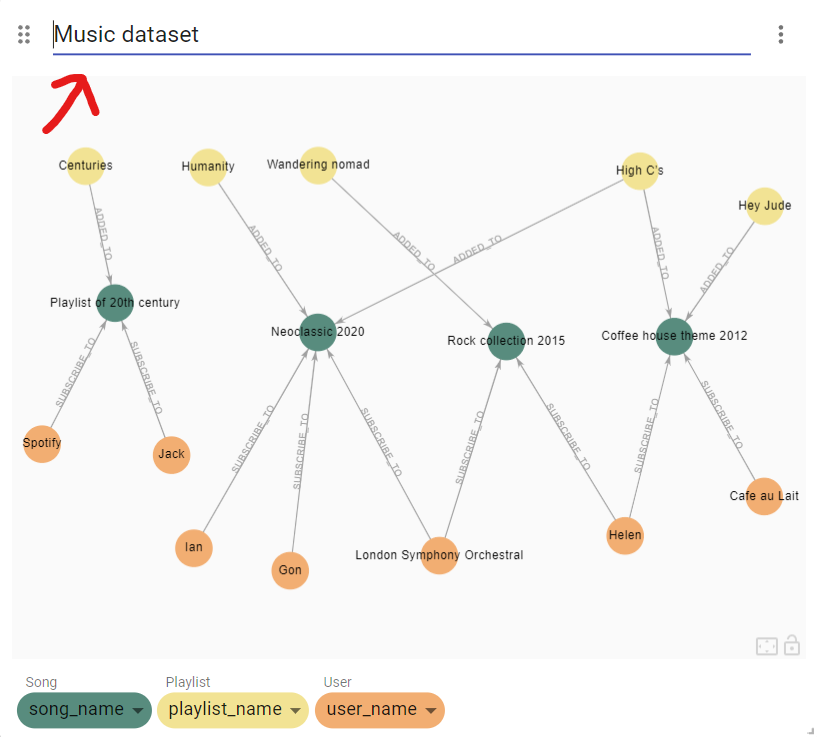 Music dataset
Centuries
Humanity
Wandering nomad
High C's
Hey Jude
ADDED_TO
ADDED_TO
ADDED_TO
ADDED_TO
ADDED_TO
ADDED_TO
Playlist of 20th century
Neoclassic 2020
Rock collection 2015
Coffee house theme 2012
SUBSCRIBE_TO
SUBSCRIBE_TO
SUBSCRIBE_TO
SUBSCRIBE_TO
SUBSCRIBE_TO
SUBSCRIBE_TO
SUBSCRIBE_TO
SUBSCRIBE_TO
SUBSCRIBE_TO
Spotify
Jack
Cafe au Lait
Helen
Ian
London Symphony Orchestral
Gon
Song Playlist User
song_name playlist_name user_name